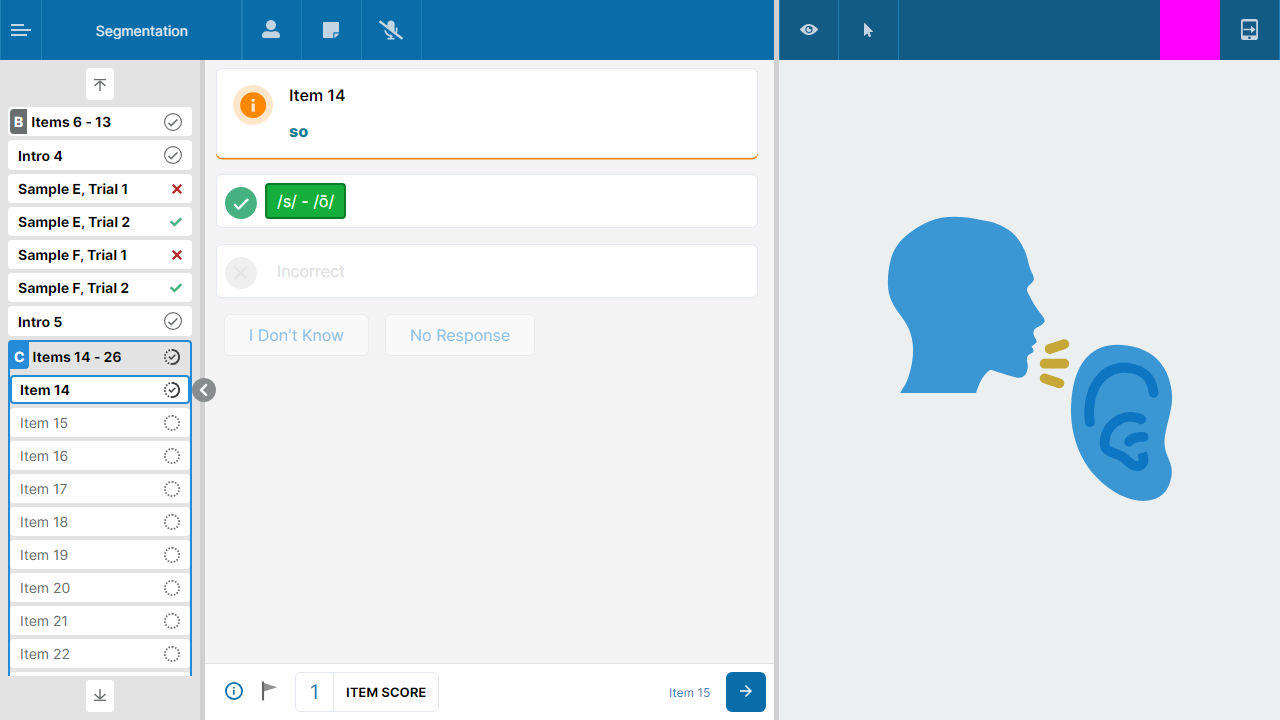 Segmentation
B Items 6 - 13
Intro 4
Sample E, Trial 1
Sample E, Trial 2
Sample F, Trial 1
Sample F, Trial 2
Intro 5
C Items 14 - 26
Item 14
Item 15
Item 16
Item 17
Item 18
Item 19
Item 20
Item 21
Item 22
Item 14
so
/s/ - /ō/
Incorrect
I Don’t Know No Response
1 ITEM SCORE Item 15